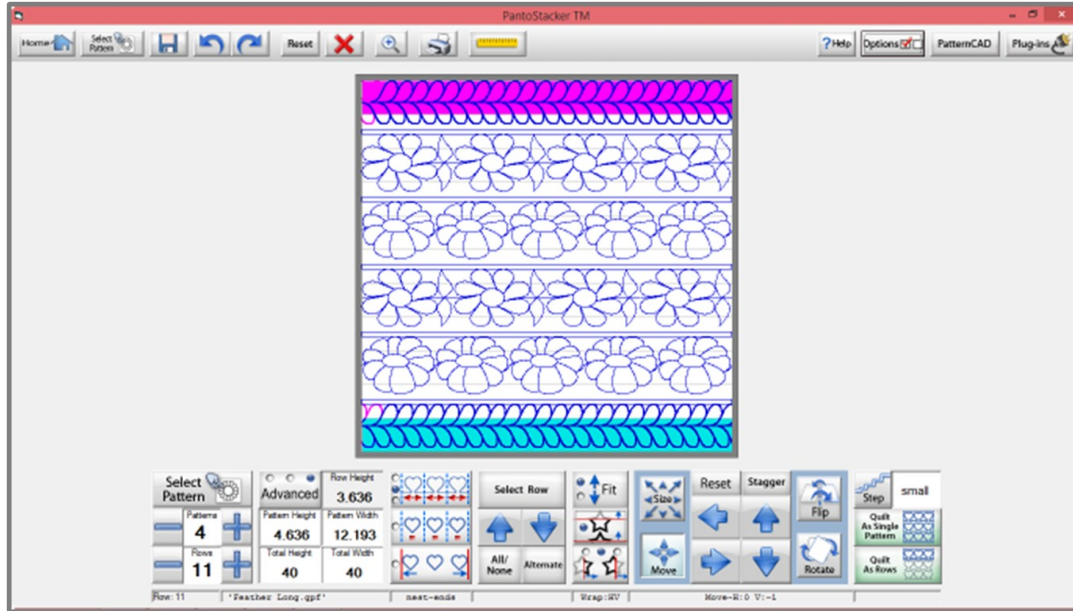 PantoStacker TM
Home
Select Pattern
Reset
? Help
Options
PatternCAD
Plug-ins
Select Pattern
Advanced
Row Height
3.636
Select Row
Fit
Size
Reset
Stagger
Flip
Step
small
Patterns
4
Pattern Height
4.636
Pattern Width
12.193
Quilt As Single Pattern
Rows
11
Total Height
40
Total Width
40
All/ None
Alternate
Move
Rotate
Quilt As Rows
Row: 11
'Feather Long.gpf'
nest-ends
Wrap:HV
Move-H:0 V:-1